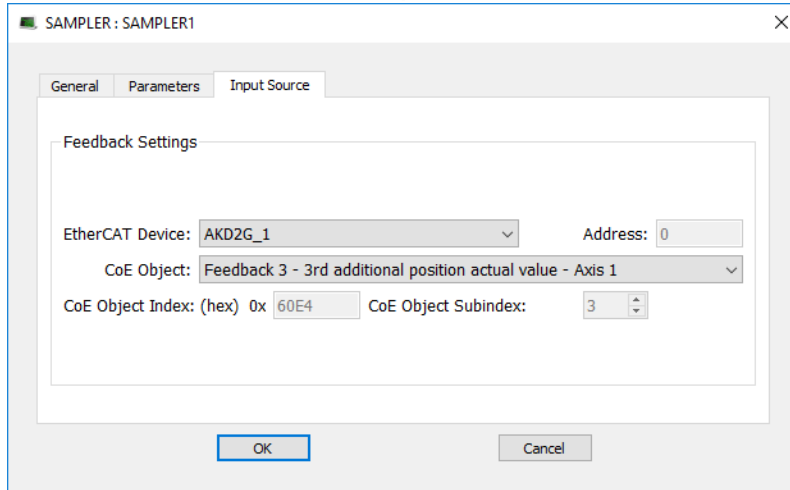 SAMPLER : SAMPLER1
General Parameters Input Source
Feedback Settings
EtherCAT Device: AKD2G_1 Address: 0
CoE Object: Feedback 3 - 3rd additional position actual value - Axis 1
CoE Object Index: (hex) 0x 60E4 CoE Object Subindex: 3
OK Cancel